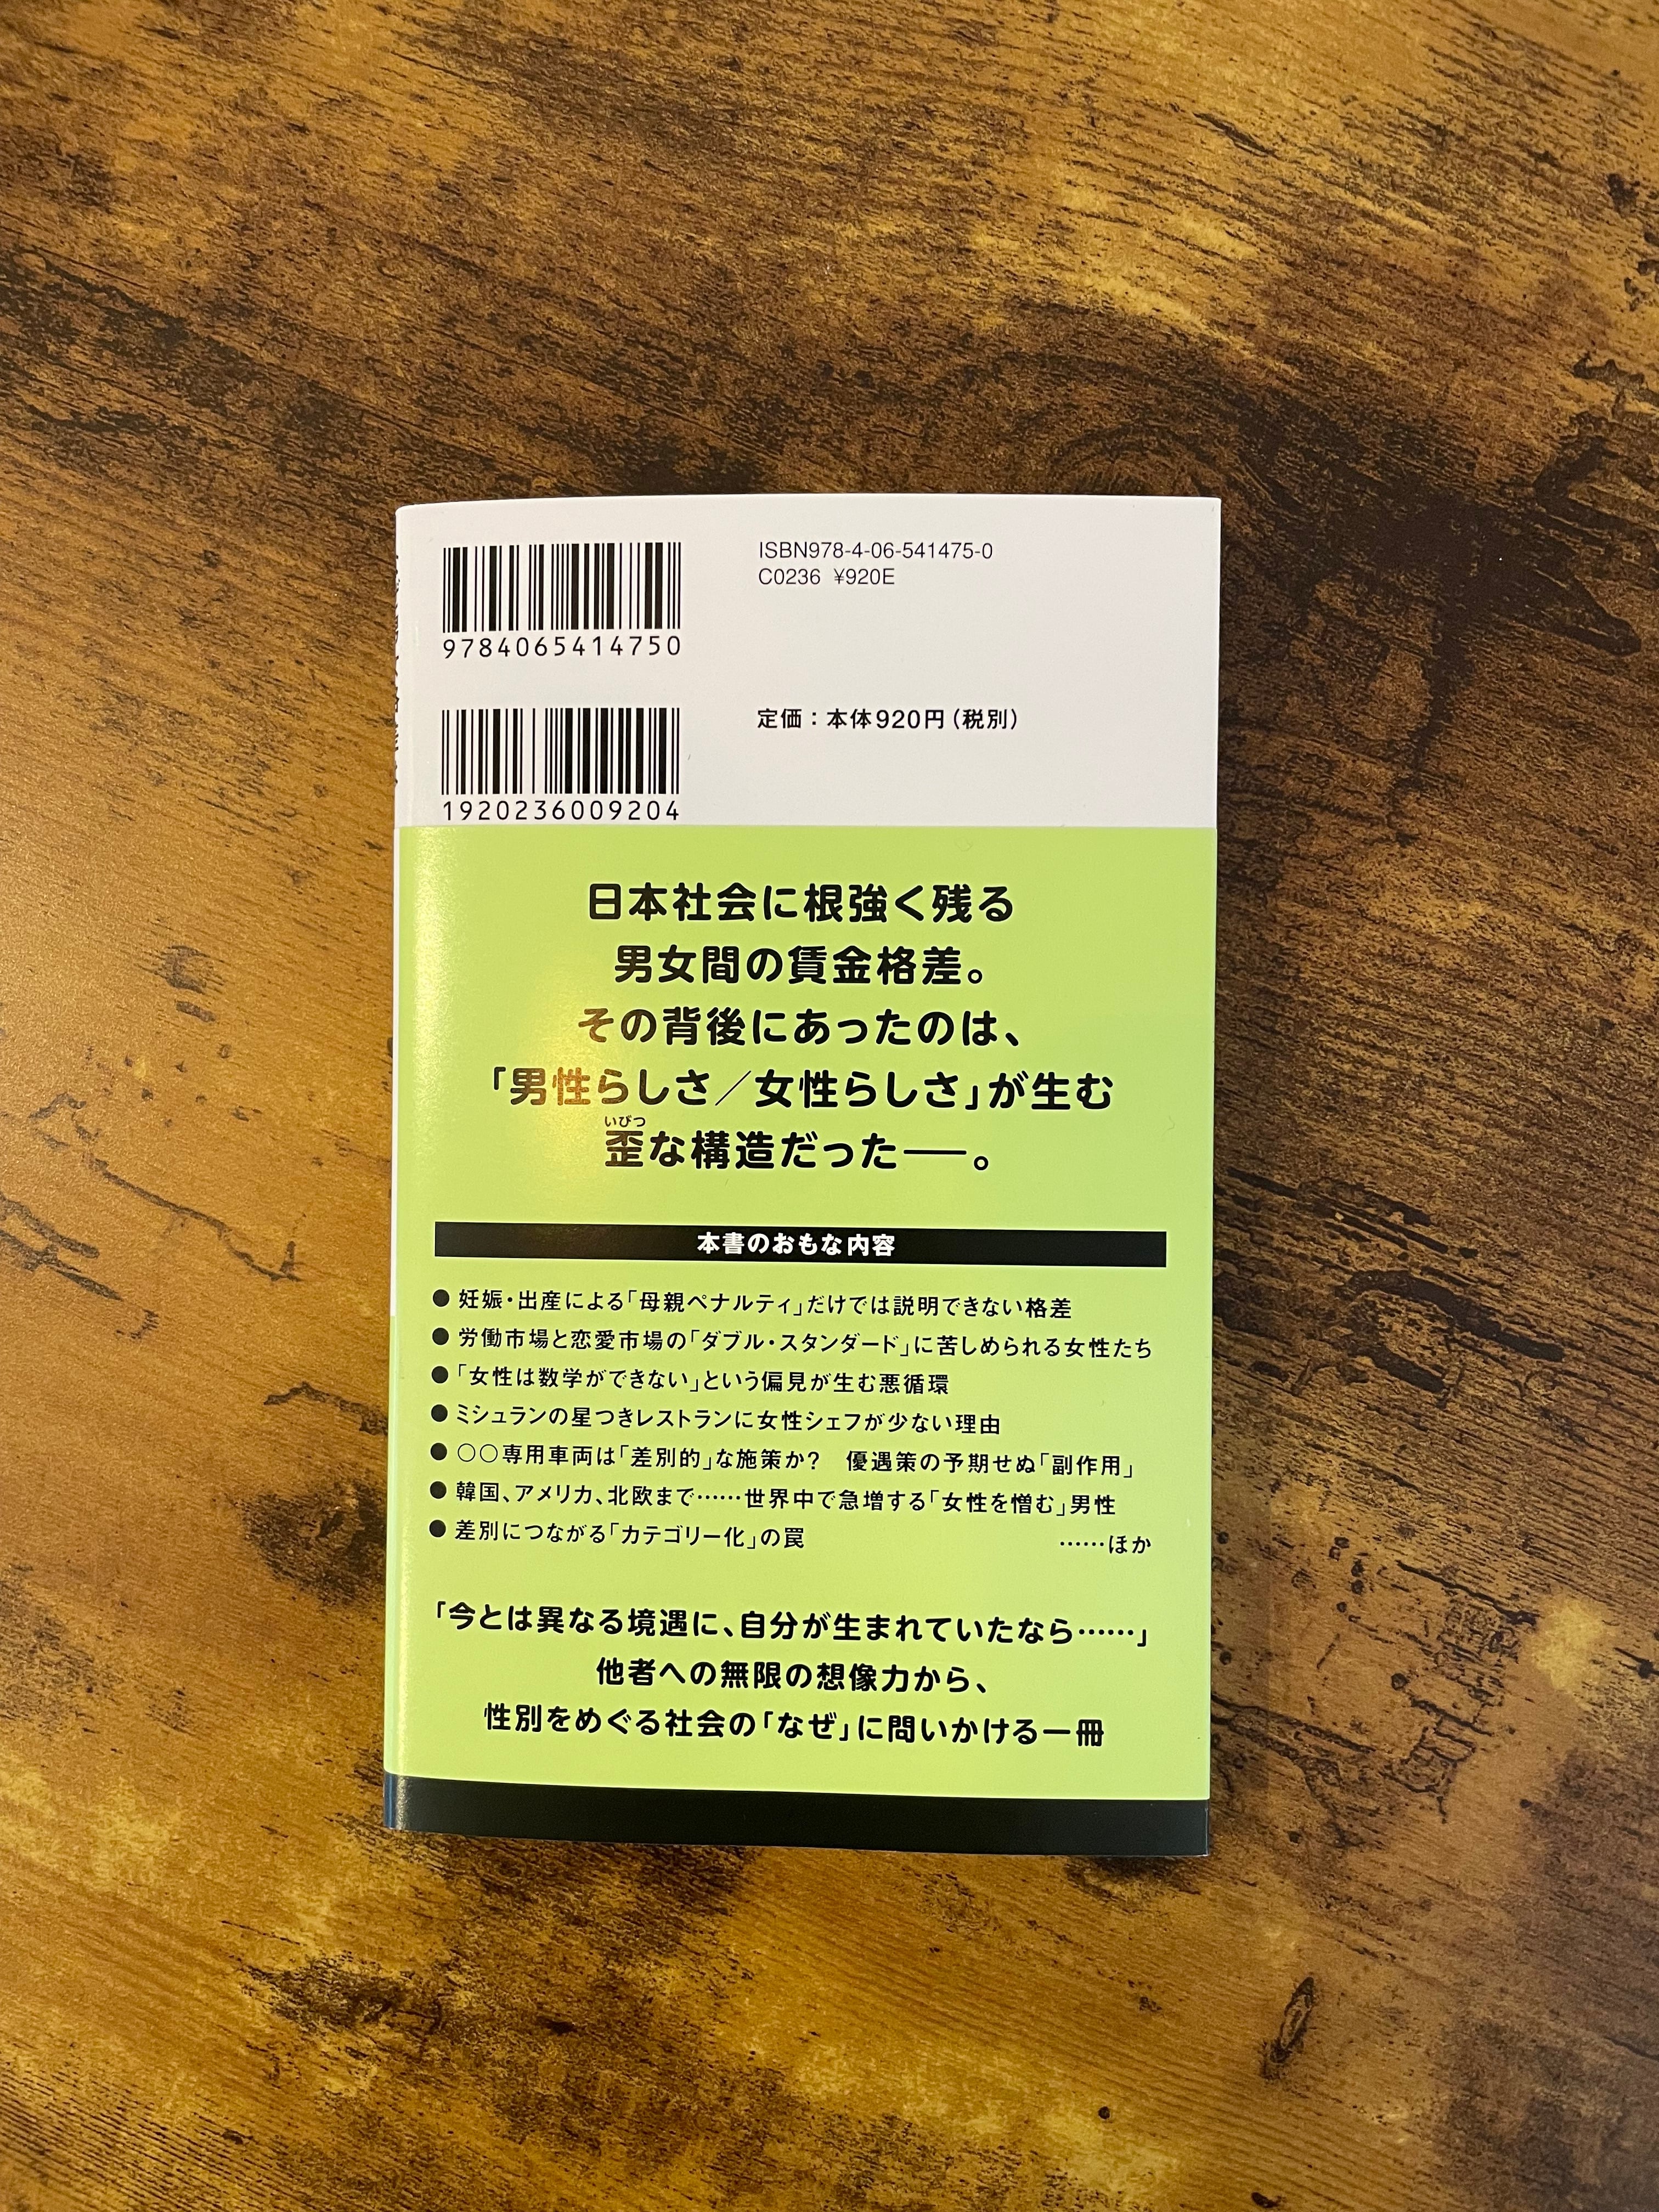 ISBN978-4-06-541475-0
C0236 ¥920E
9784065414750
定価：本体920円（税別）
1920236009204
日本社会に根強く残る
男女間の賃金格差。
その背後にあったのは、
「男性らしさ／女性らしさ」が生む
いびつ
歪な構造だった──。
本書のおもな内容
●妊娠・出産による「母親ペナルティ」だけでは説明できない格差
●労働市場と恋愛市場の「ダブル・スタンダード」に苦しめられる女性たち
●「女性は数学ができない」という偏見が生む悪循環
●ミシュランの星つきレストランに女性シェフが少ない理由
●○○専用車両は「差別的」な施策か？　優遇策の予期せぬ「副作用」
●韓国、アメリカ、北欧まで……世界中で急増する「女性を憎む」男性
●差別につながる「カテゴリー化」の罠　……ほか
「今とは異なる境遇に、自分が生まれていたなら……」
他者への無限の想像力から、
性別をめぐる社会の「なぜ」に問いかける一冊